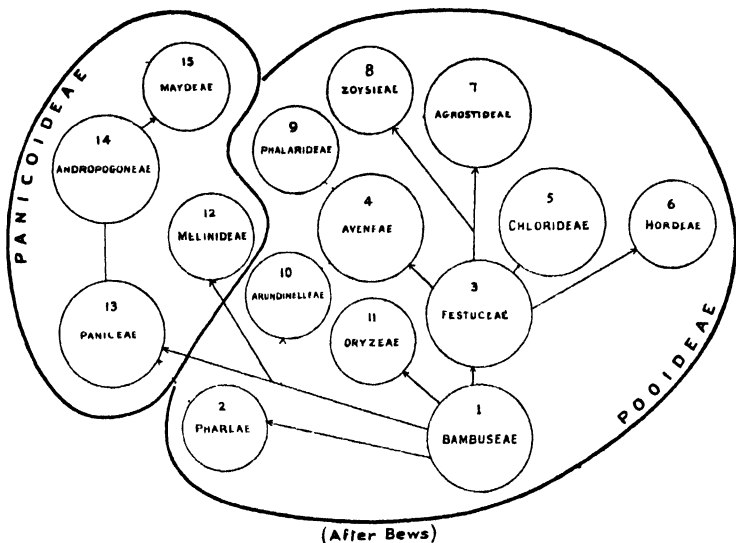 PANICOIDEAE
15
MAYDEAE
14
ANDROPOGONEAE
12
MELINIDEAE
13
PANICEAE
8
ZOYSIEAE
7
AGROSTIDEAE
9
PHALARIDEAE
4
AVENEAE
5
CHLORIDEAE
6
HORDEAE
10
ARUNDINELLEAE
3
FESTUCEAE
11
ORYZEAE
2
PHAREAE
1
BAMBUSEAE
POOIDEAE
(After Bews)